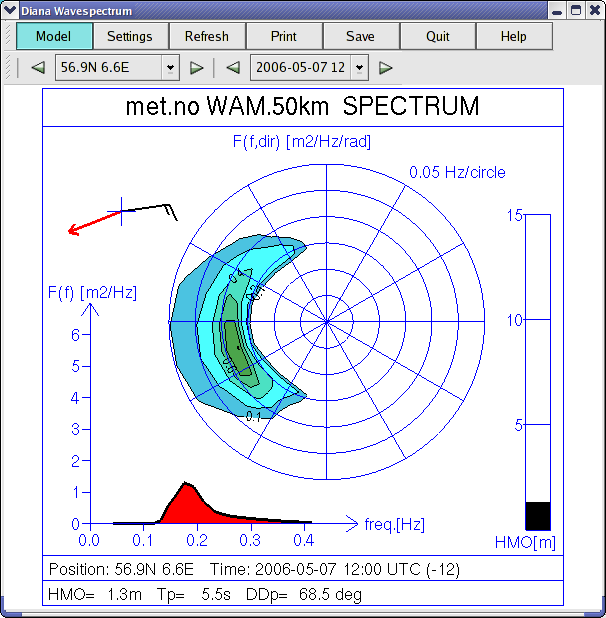 Diana Wavespectrum
Model Settings Refresh Print Save Quit Help
56.9N 6.6E 2006-05-07 12
met.no WAM.50km SPECTRUM
F(f,dir) [m2/Hz/rad]
0.05 Hz/circle
15
F(f) [m2/Hz]
10
6
5
5
4
3
2
1
0
0.1
0.0 0.1 0.2 0.3 0.4
freq.[Hz]
HMO[m]
Position: 56.9N 6.6E Time: 2006-05-07 12:00 UTC (-12)
HMO= 1.3m Tp= 5.5s DDp= 68.5 deg